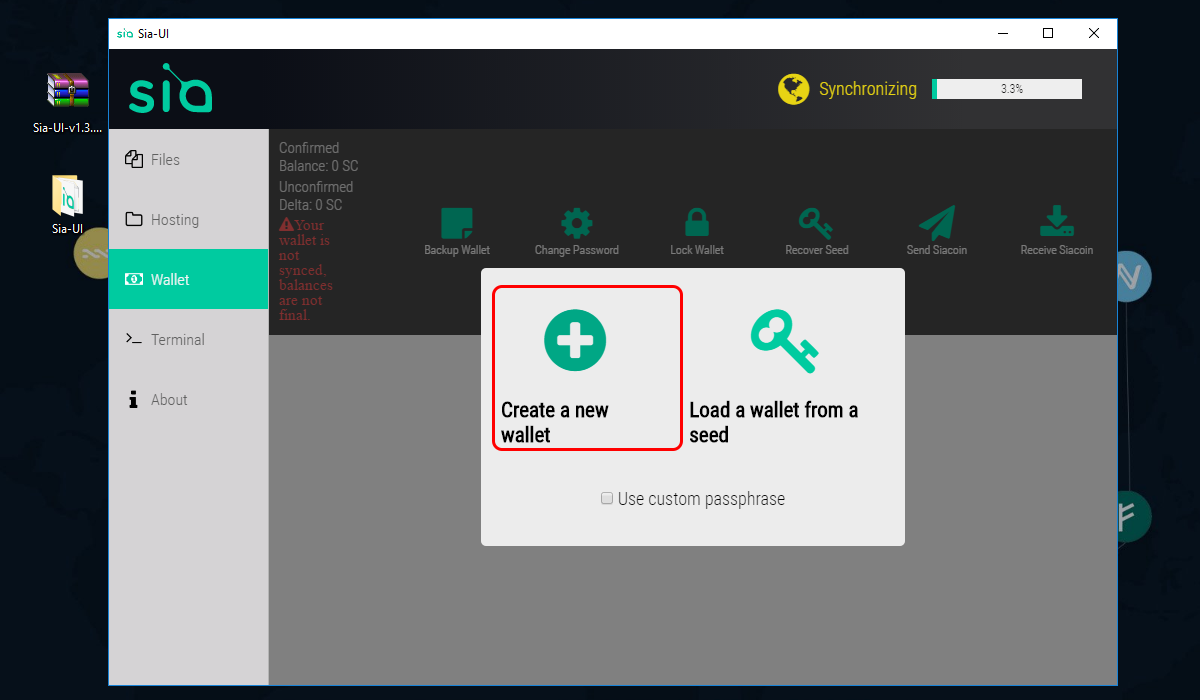 sia Sia-UI
sia
Synchronizing
3.3%
Sia-UI-v1.3....
Sia-UI
Files
Hosting
Wallet
Terminal
About
Confirmed
Balance: 0 SC
Unconfirmed
Delta: 0 SC
Your
wallet is
not
synced,
balances
are not
final.
Backup Wallet
Change Password
Lock Wallet
Recover Seed
Send Siacoin
Receive Siacoin
Create a new
wallet
Load a wallet from a
seed
Use custom passphrase